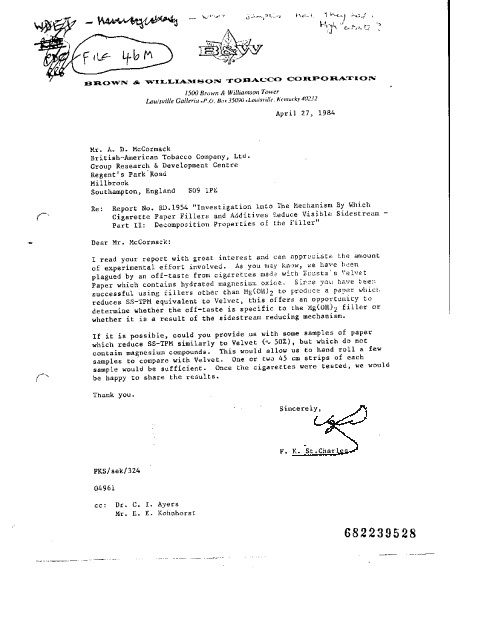 FILE 46M
B&W
BROWN & WILLIAMSON TOBACCO CORPORATION
1500 Brown & Williamson Tower
Louisville Galleria • P.O. Box 35090 • Louisville, Kentucky 40232
April 27, 1984
Mr. A. D. McCormack
British-American Tobacco Company, Ltd.
Group Research & Development Centre
Regent's Park Road
Millbrook
Southampton, England SO9 1PE
Re: Report No. RD.1954 "Investigation Into The Mechanism By Which
Cigarette Paper Fillers and Additives Reduce Visible Sidestream -
Part II: Decomposition Properties of the Filler"
Dear Mr. McCormack:
I read your report with great interest and can appreciate the amount
of experimental effort involved. As you may know, we have been
plagued by an off-taste from cigarettes made with Ecusta's Velvet
Paper which contains hydrated magnesium oxide. Since you have been
successful using fillers other than Mg(OH)2 to produce a paper which
reduces SS-TPM equivalent to Velvet, this offers an opportunity to
determine whether the off-taste is specific to the Mg(OH)2 filler or
whether it is a result of the sidestream reducing mechanism.
If it is possible, could you provide us with some samples of paper
which reduce SS-TPM similarly to Velvet (~ 50%), but which do not
contain magnesium compounds. This would allow us to hand roll a few
samples to compare with Velvet. One or two 45 cm strips of each
sample would be sufficient. Once the cigarettes were tested, we would
be happy to share the results.
Thank you.
Sincerely,
F. K. St.Charles
FKS/sek/324
04961
cc: Dr. C. I. Ayers
Mr. E. E. Kohnhorst
682239528